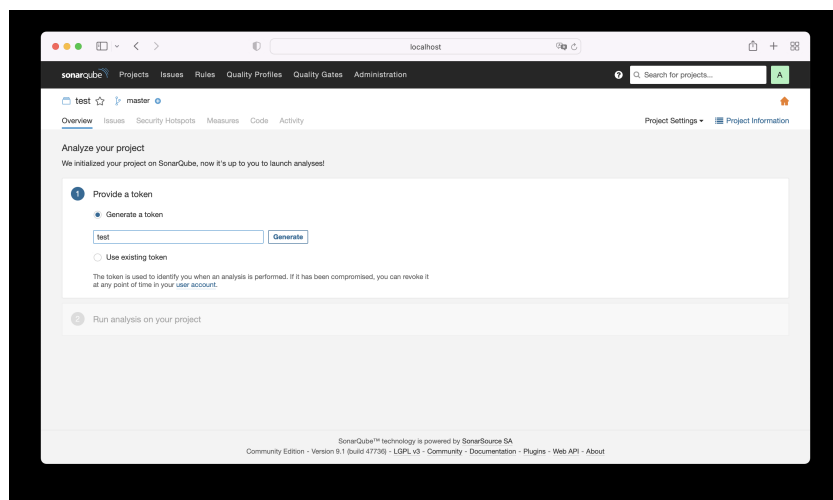 localhost
sonarqube Projects Issues Rules Quality Profiles Quality Gates Administration ? Search for projects... A
test master
Overview Issues Security Hotspots Measures Code Activity Project Settings Project Information
Analyze your project
We initialized your project on SonarQube, now it's up to you to launch analyses!
1 Provide a token
Generate a token
test Generate
Use existing token
The token is used to identify you when an analysis is performed. If it has been compromised, you can revoke it
at any point of time in your user account.
2 Run analysis on your project
SonarQube™ technology is powered by SonarSource SA
Community Edition - Version 9.1 (build 47736) - LGPL v3 - Community - Documentation - Plugins - Web API - About